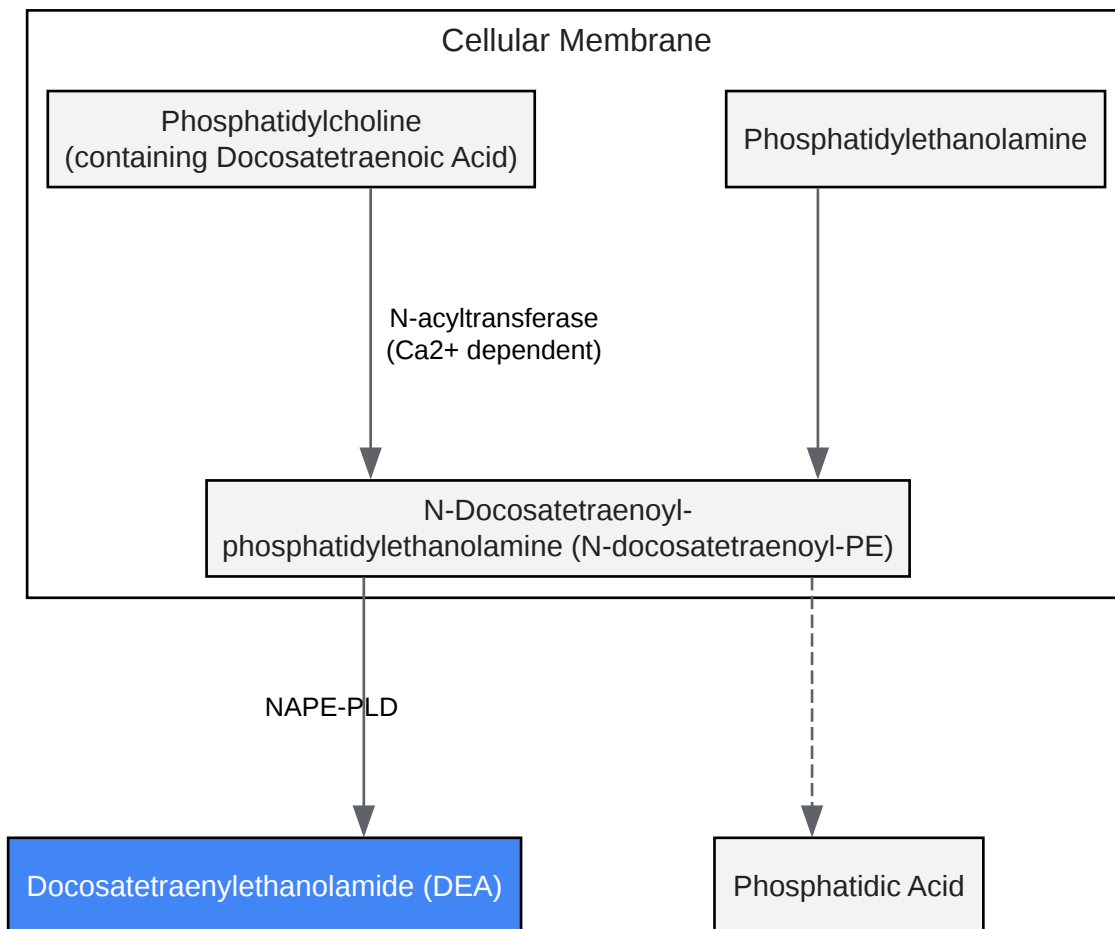 Cellular Membrane
Phosphatidylcholine
(containing Docosatetraenoic Acid)
Phosphatidylethanolamine
N-acyltransferase
(Ca2+ dependent)
N-Docosatetraenoyl-
phosphatidylethanolamine (N-docosatetraenoyl-PE)
NAPE-PLD
Docosatetraenylethanolamide (DEA)
Phosphatidic Acid